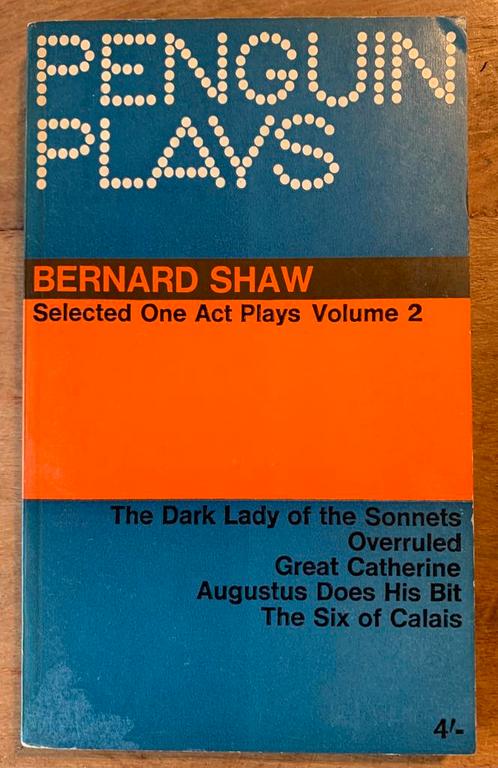 PENGUIN
PLAYS
BERNARD SHAW
Selected One Act Plays Volume 2
The Dark Lady of the Sonnets
Overruled
Great Catherine
Augustus Does His Bit
The Six of Calais
4/-